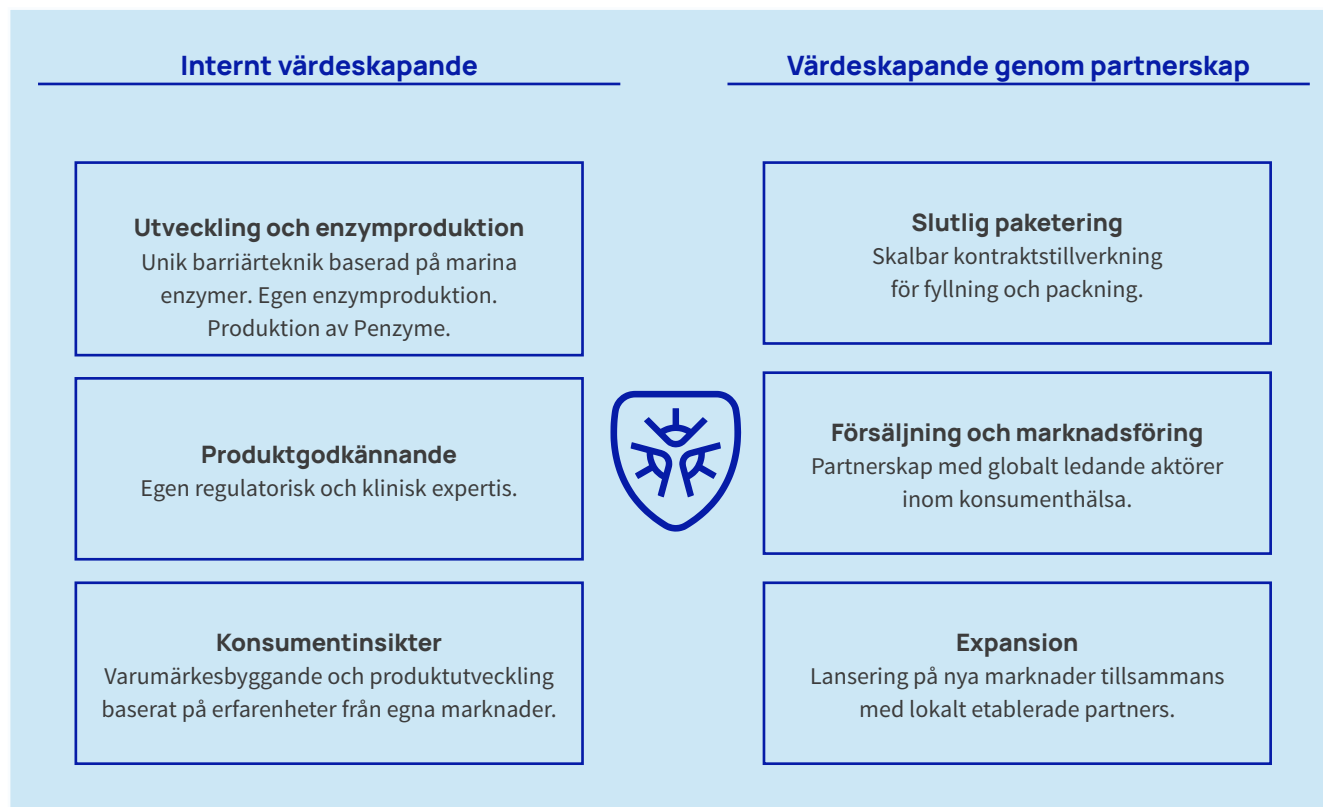 Internt värdeskapande
Utveckling och enzymproduktion
Unik barriärteknik baserad på marina
enzymer. Egen enzymproduktion.
Produktion av Penzyme.
Produktgodkännande
Egen regulatorisk och klinisk expertis.
Konsumentinsikter
Varumärkesbyggande och produktutveckling
baserat på erfarenheter från egna marknader.
Värdeskapande genom partnerskap
Slutlig paketering
Skalbar kontraktstillverkning
för fyllning och packning.
Försäljning och marknadsföring
Partnerskap med globalt ledande aktörer
inom konsumenthälsa.
Expansion
Lansering på nya marknader tillsammans
med lokalt etablerade partners.